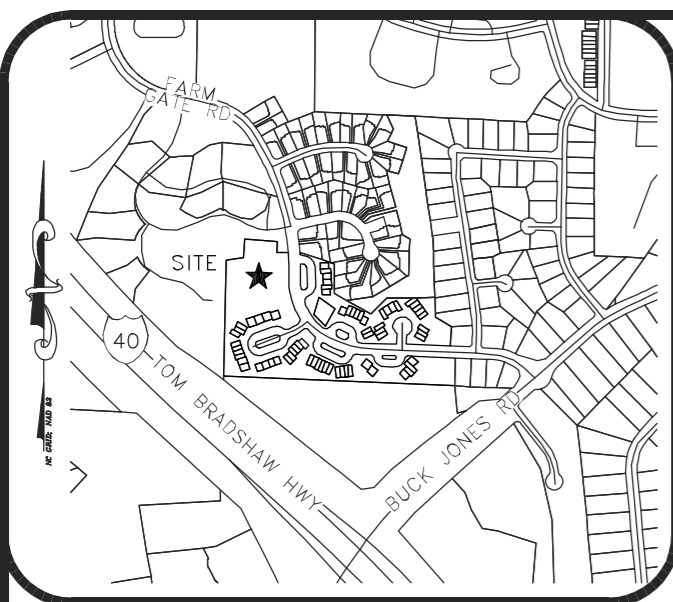 FARM
GATE RD
SITE
40
TOM BRADSHAW HWY
BUCK JONES RD
NC GRID; NAD 83